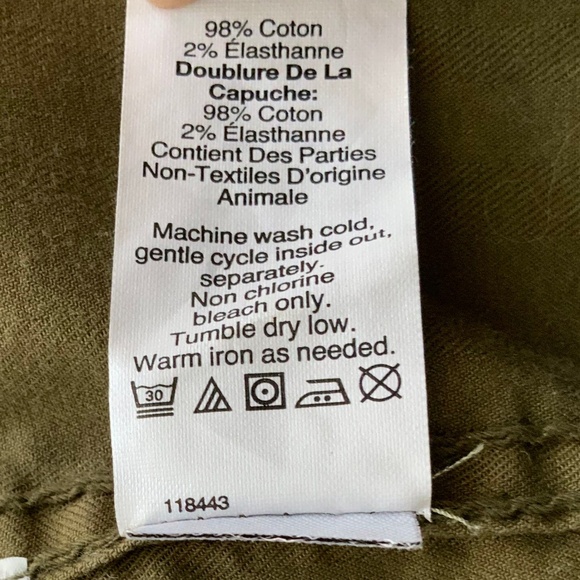 98% Coton
2% Élasthanne
Doublure De La
Capuche:
98% Coton
2% Élasthanne
Contient Des Parties
Non-Textiles D'origine
Animale
Machine wash cold,
gentle cycle inside out,
separately.
Non chlorine
bleach only.
Tumble dry low.
Warm iron as needed.
30
118443